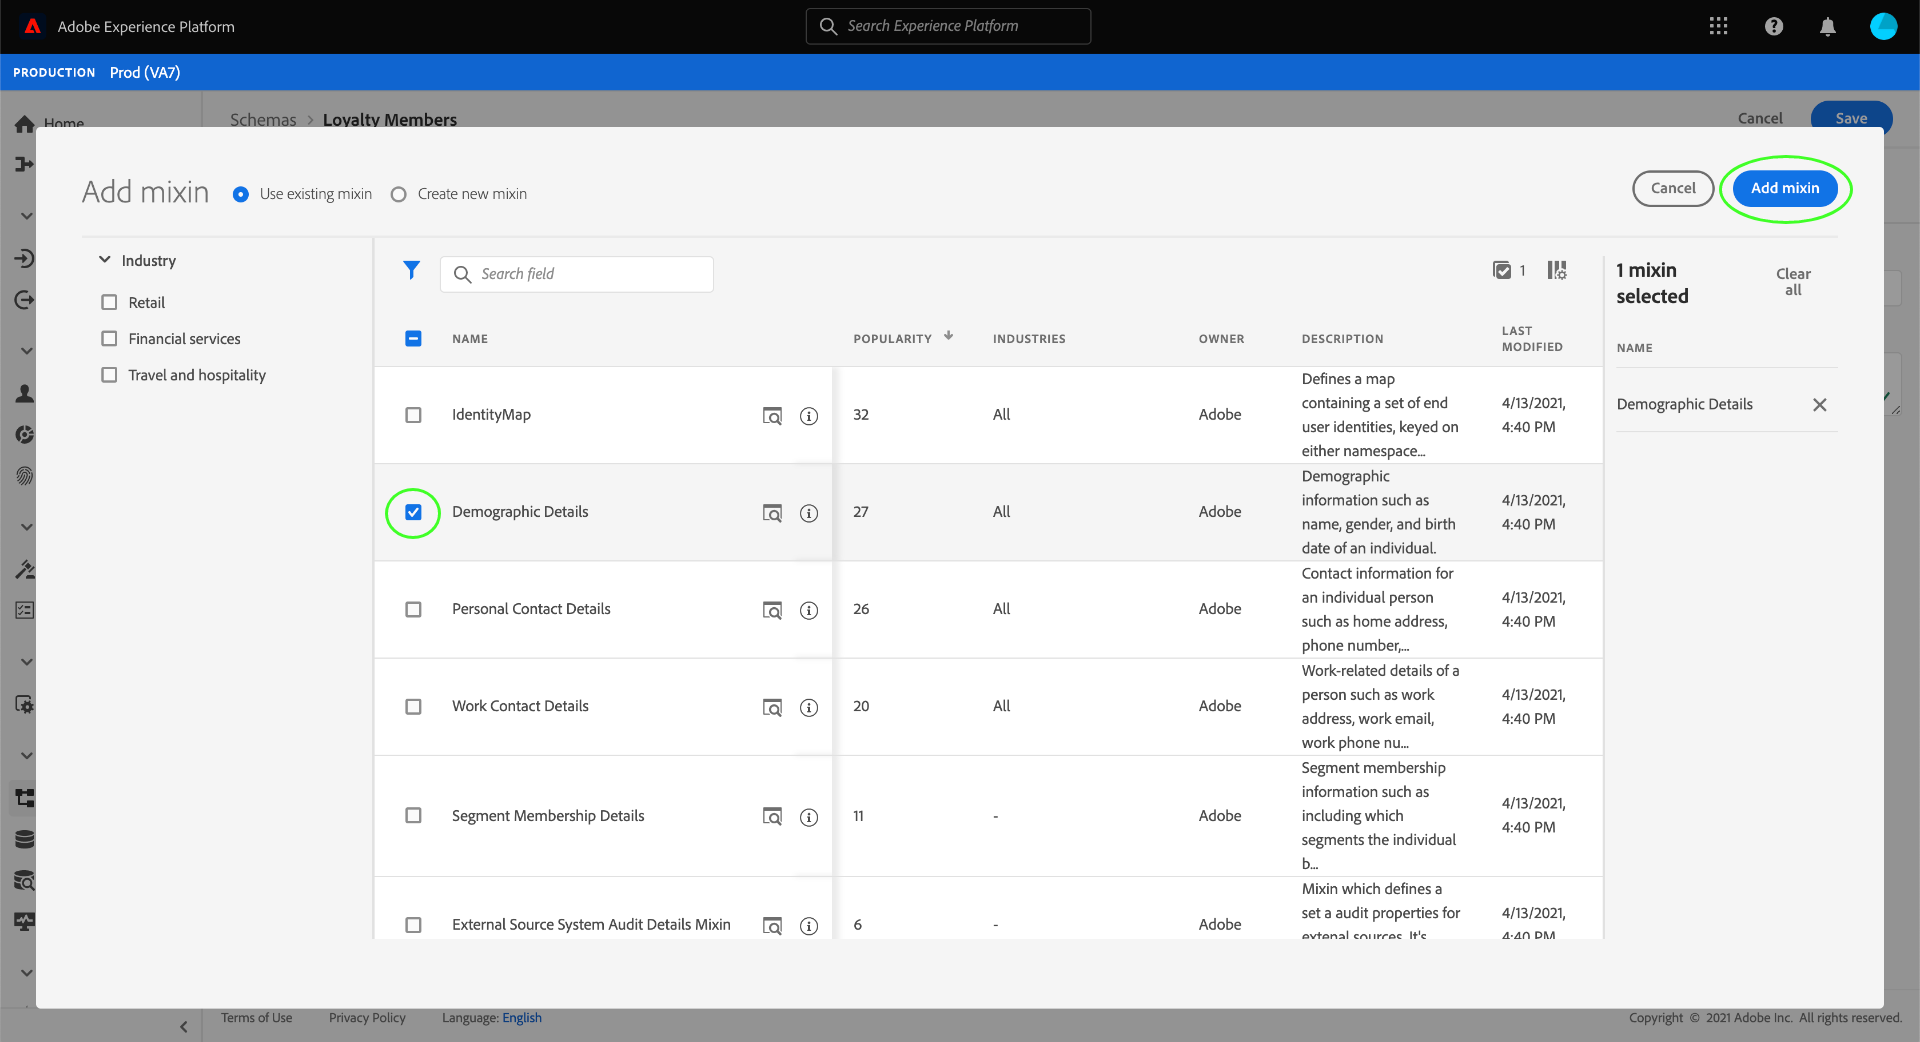 Adobe Experience Platform
Search Experience Platform
PRODUCTION Prod (VA7)
Home
Schemas > Loyalty Members
Cancel
Save
Add mixin
Use existing mixin
Create new mixin
Cancel
Add mixin
Industry
Retail
Financial services
Travel and hospitality
Search field
1
NAME
POPULARITY
INDUSTRIES
OWNER
DESCRIPTION
LAST
MODIFIED
IdentityMap
32
All
Adobe
Defines a map
containing a set of end
user identities, keyed on
either namespace...
4/13/2021,
4:40 PM
Demographic Details
27
All
Adobe
Demographic
information such as
name, gender, and birth
date of an individual.
4/13/2021,
4:40 PM
Personal Contact Details
26
All
Adobe
Contact information for
an individual person
such as home address,
phone number,...
4/13/2021,
4:40 PM
Work Contact Details
20
All
Adobe
Work-related details of a
person such as work
address, work email,
work phone nu...
4/13/2021,
4:40 PM
Segment Membership Details
11
-
Adobe
Segment membership
information such as
including which
segments the individual
b...
4/13/2021,
4:40 PM
External Source System Audit Details Mixin
6
-
Adobe
Mixin which defines a
set a audit properties for
extenal sources. It's
4/13/2021,
4:40 PM
1 mixin
selected
Clear
all
NAME
Demographic Details
Terms of Use
Privacy Policy
Language: English
Copyright © 2021 Adobe Inc. All rights reserved.